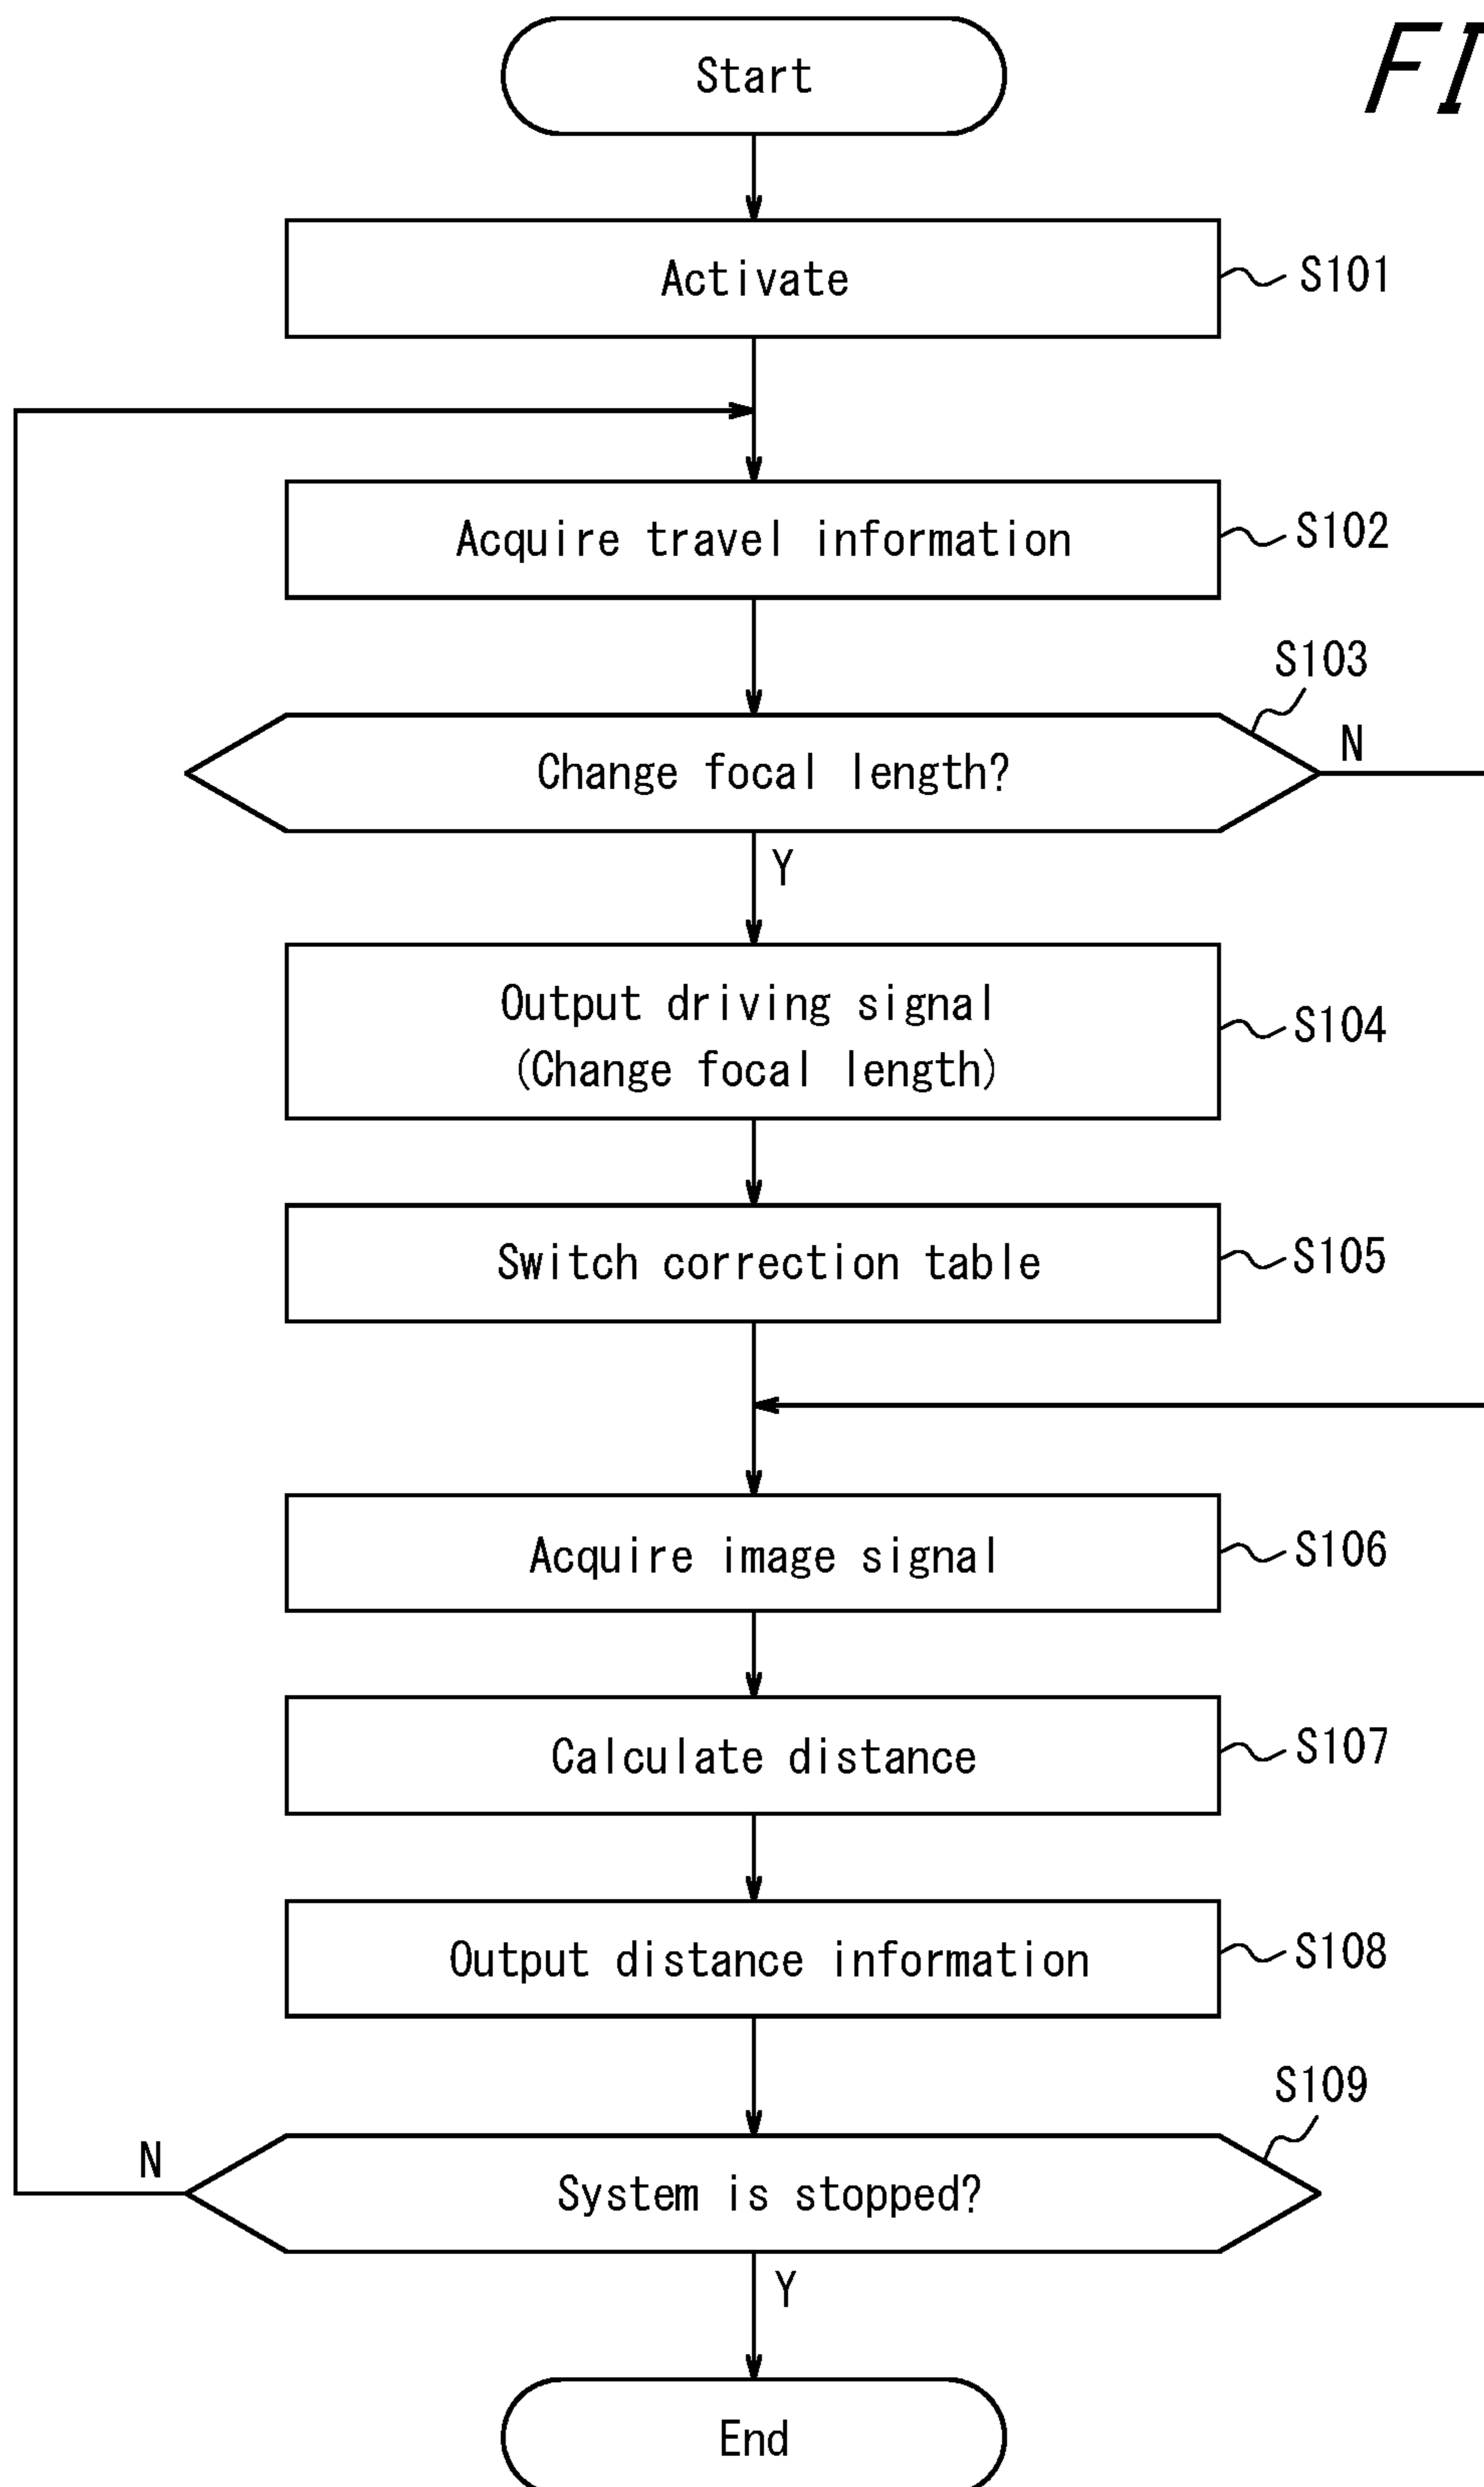 FI
Start
Activate
S101
Acquire travel information
S102
S103
Change focal length?
N
Y
Output driving signal
(Change focal length)
S104
Switch correction table
S105
Acquire image signal
S106
Calculate distance
S107
Output distance information
S108
S109
N
System is stopped?
Y
End